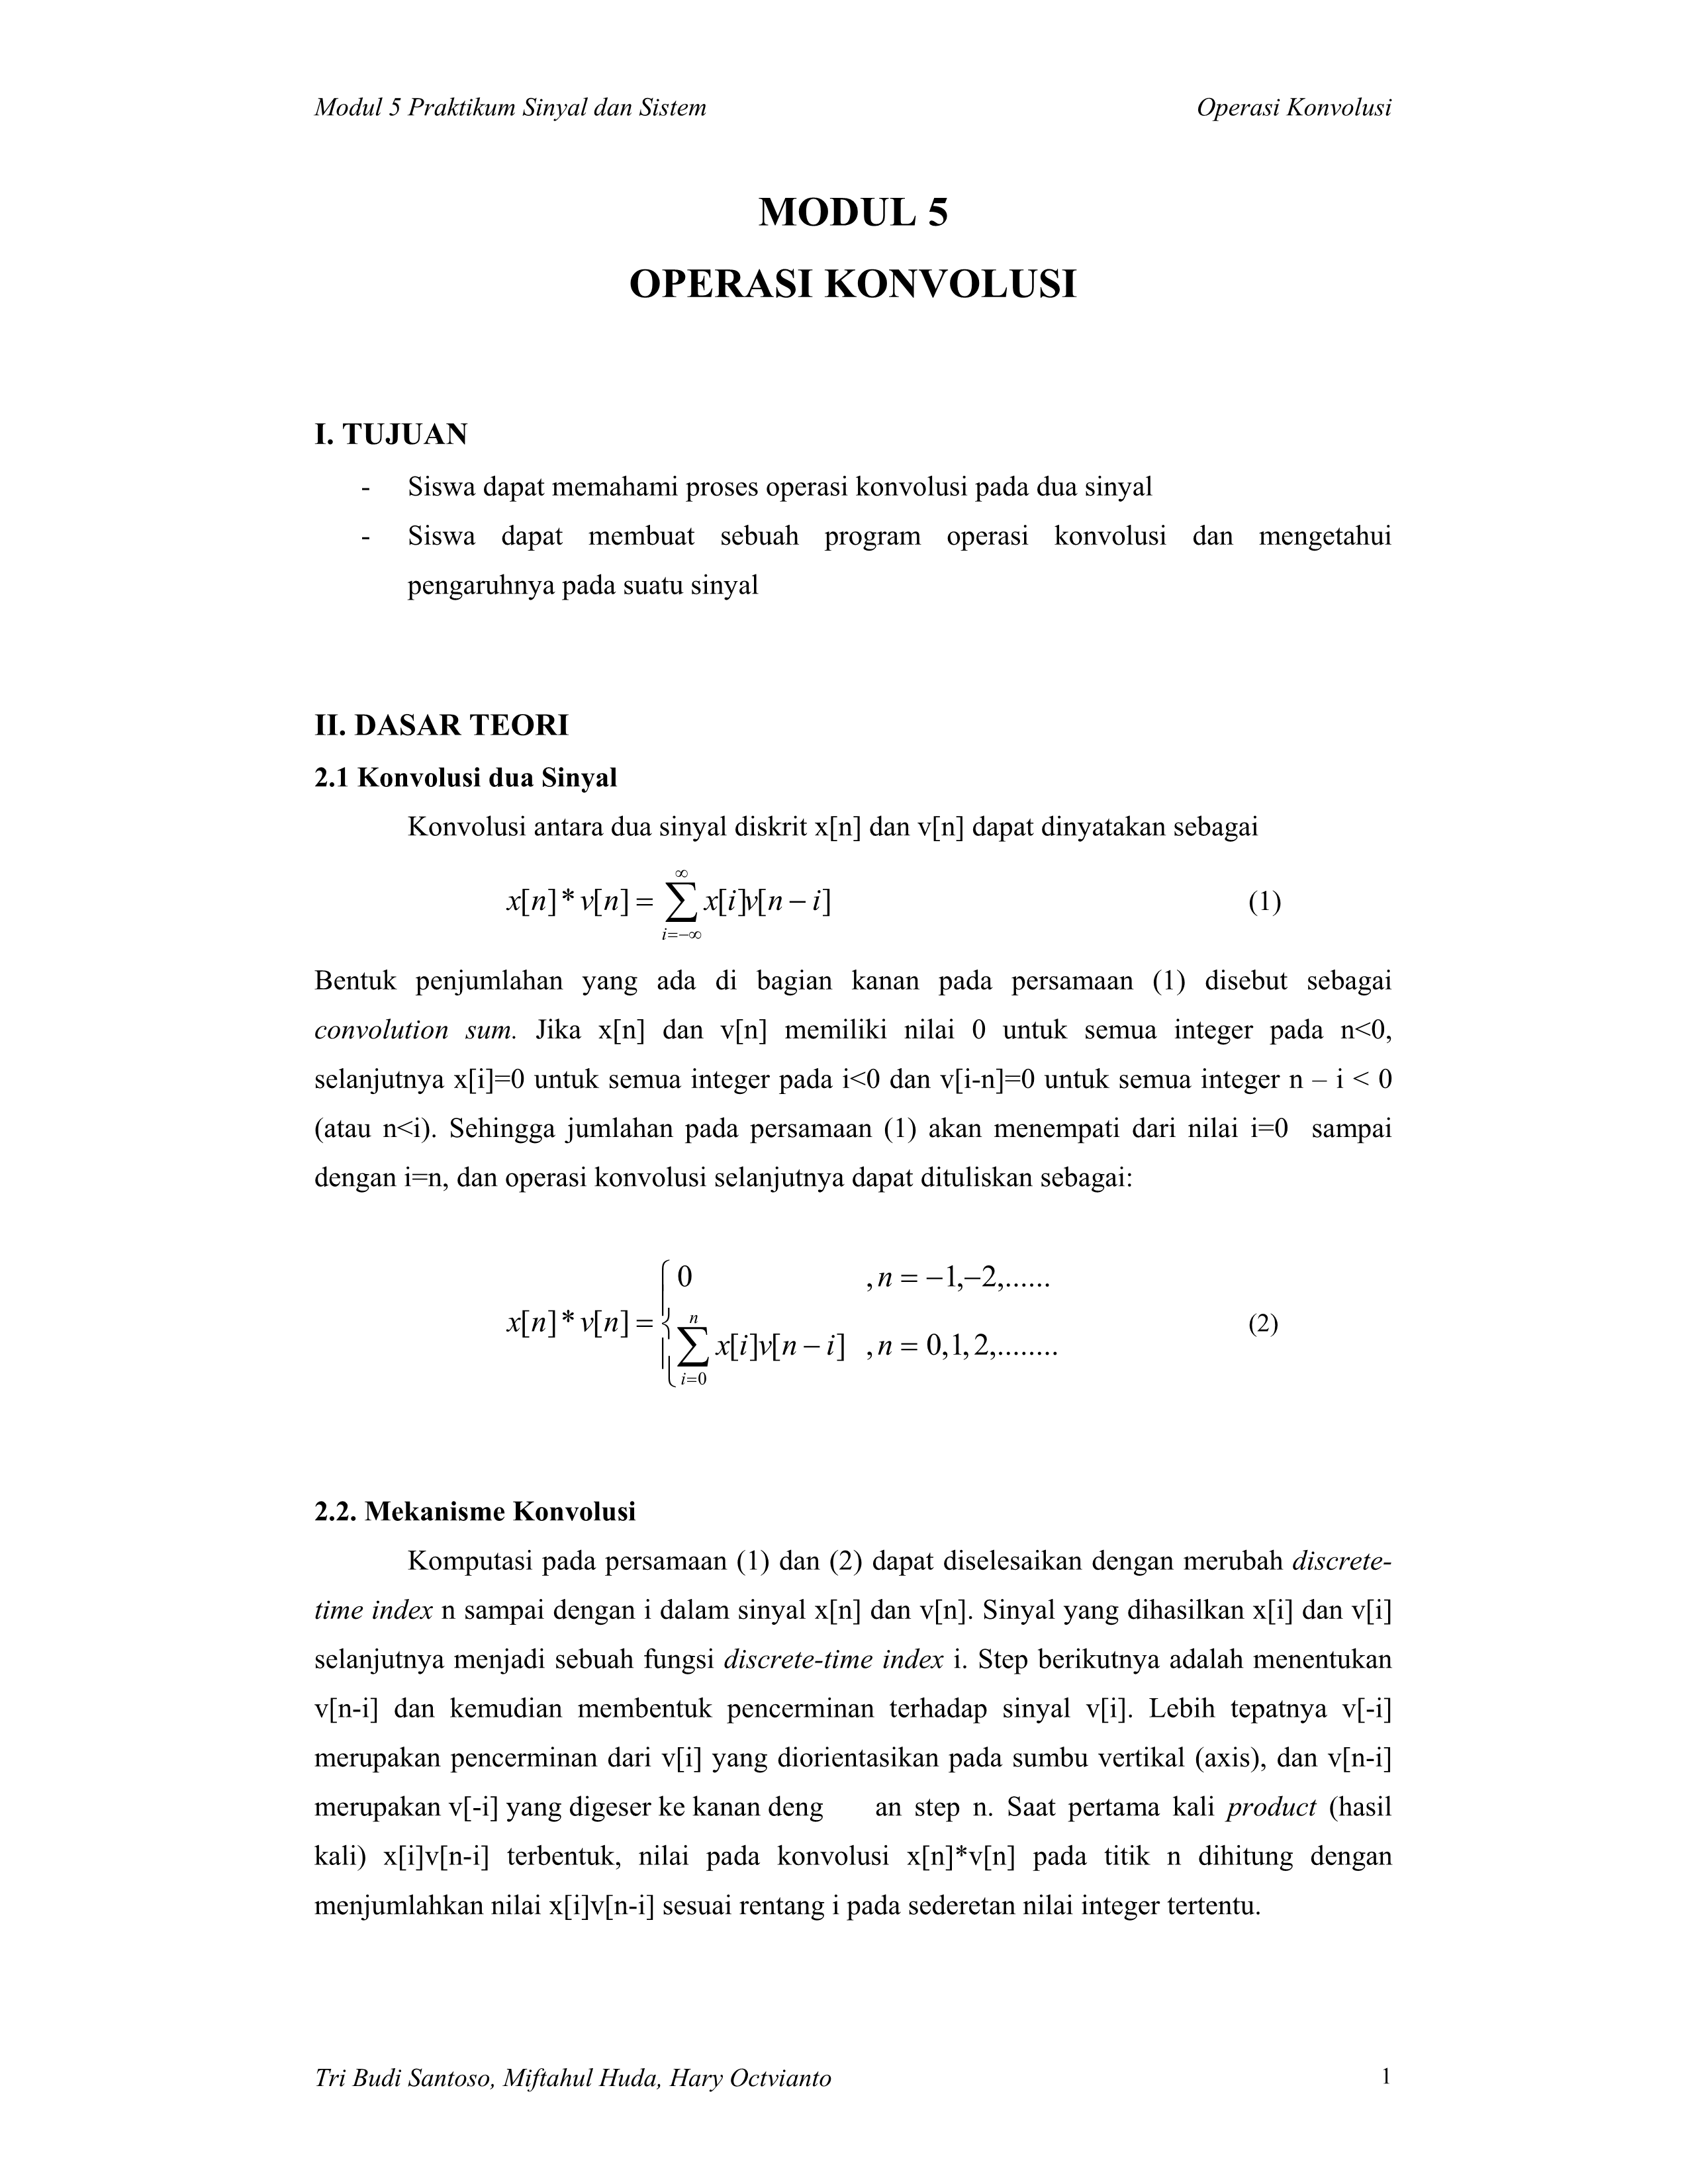 Modul 5 Praktikum Sinyal dan Sistem Operasi Konvolusi
MODUL 5
OPERASI KONVOLUSI
I. TUJUAN
- Siswa dapat memahami proses operasi konvolusi pada dua sinyal
- Siswa dapat membuat sebuah program operasi konvolusi dan mengetahui
pengaruhnya pada suatu sinyal
II. DASAR TEORI
2.1 Konvolusi dua Sinyal
Konvolusi antara dua sinyal diskrit x[n] dan v[n] dapat dinyatakan sebagai
x[n] * v[n] = ∑_{i=−∞}^{∞} x[i]v[n − i] (1)
Bentuk penjumlahan yang ada di bagian kanan pada persamaan (1) disebut sebagai
convolution sum. Jika x[n] dan v[n] memiliki nilai 0 untuk semua integer pada n<0,
selanjutnya x[i]=0 untuk semua integer pada i<0 dan v[i-n]=0 untuk semua integer n – i < 0
(atau n<i). Sehingga jumlahan pada persamaan (1) akan menempati dari nilai i=0 sampai
dengan i=n, dan operasi konvolusi selanjutnya dapat dituliskan sebagai:
0 , n = −1,−2,......
x[n] * v[n] = { (2)
∑_{i=0}^{n} x[i]v[n − i] , n = 0,1,2,........
2.2. Mekanisme Konvolusi
Komputasi pada persamaan (1) dan (2) dapat diselesaikan dengan merubah discrete-
time index n sampai dengan i dalam sinyal x[n] dan v[n]. Sinyal yang dihasilkan x[i] dan v[i]
selanjutnya menjadi sebuah fungsi discrete-time index i. Step berikutnya adalah menentukan
v[n-i] dan kemudian membentuk pencerminan terhadap sinyal v[i]. Lebih tepatnya v[-i]
merupakan pencerminan dari v[i] yang diorientasikan pada sumbu vertikal (axis), dan v[n-i]
merupakan v[-i] yang digeser ke kanan deng an step n. Saat pertama kali product (hasil
kali) x[i]v[n-i] terbentuk, nilai pada konvolusi x[n]*v[n] pada titik n dihitung dengan
menjumlahkan nilai x[i]v[n-i] sesuai rentang i pada sederetan nilai integer tertentu.
Tri Budi Santoso, Miftahul Huda, Hary Octvianto 1